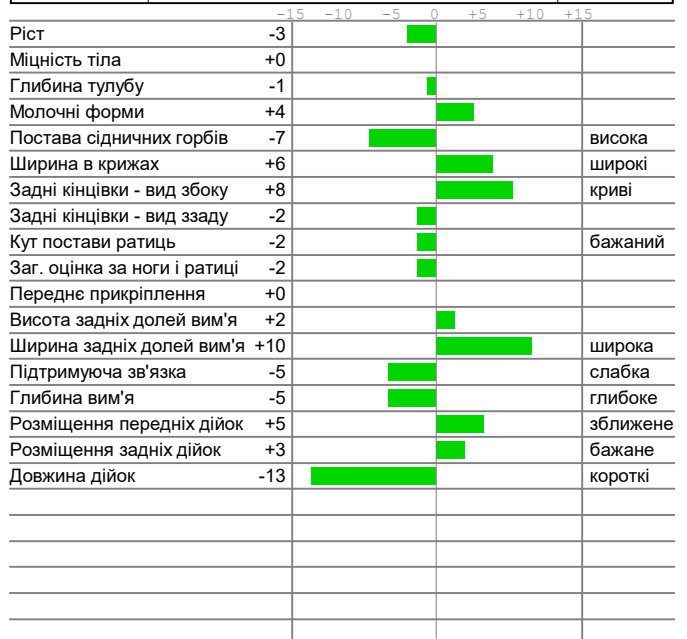 -15 -10 -5 0 +5 +10 +15
Ріст -3
Міцність тіла +0
Глибина тулубу -1
Молочні форми +4
Постава сідничних горбів -7 висока
Ширина в крижах +6 широкі
Задні кінцівки - вид збоку +8 криві
Задні кінцівки - вид ззаду -2
Кут постави ратиць -2 бажаний
Заг. оцінка за ноги і ратиці -2
Переднє прикріплення +0
Висота задніх долей вим'я +2
Ширина задніх долей вим'я +10 широка
Підтримуюча зв'язка -5 слабка
Глибина вим'я -5 глибоке
Розміщення передніх дійок +5 зближене
Розміщення задніх дійок +3 бажане
Довжина дійок -13 короткі